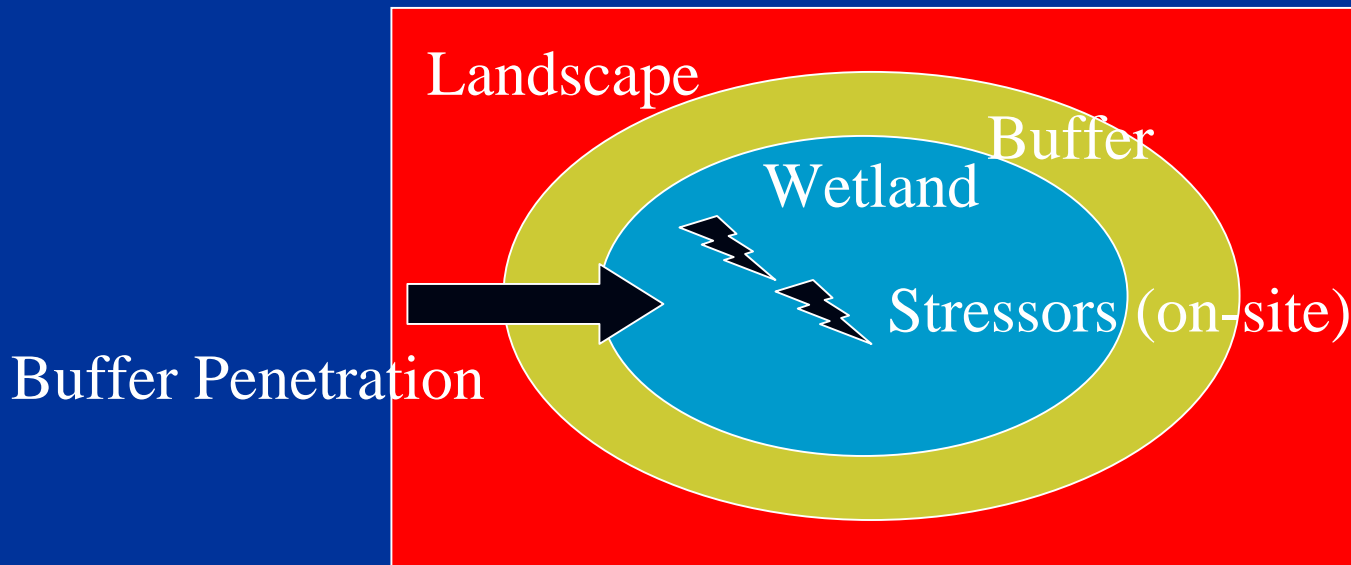 Landscape
Buffer
Wetland
Stressors (on-site)
Buffer Penetration